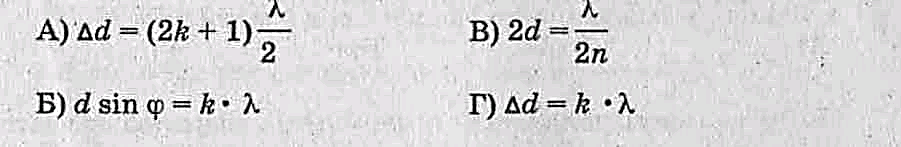 А) Δd = (2k + 1) λ/2
В) 2d = λ/2n
Б) d sin φ = k · λ
Г) Δd = k · λ